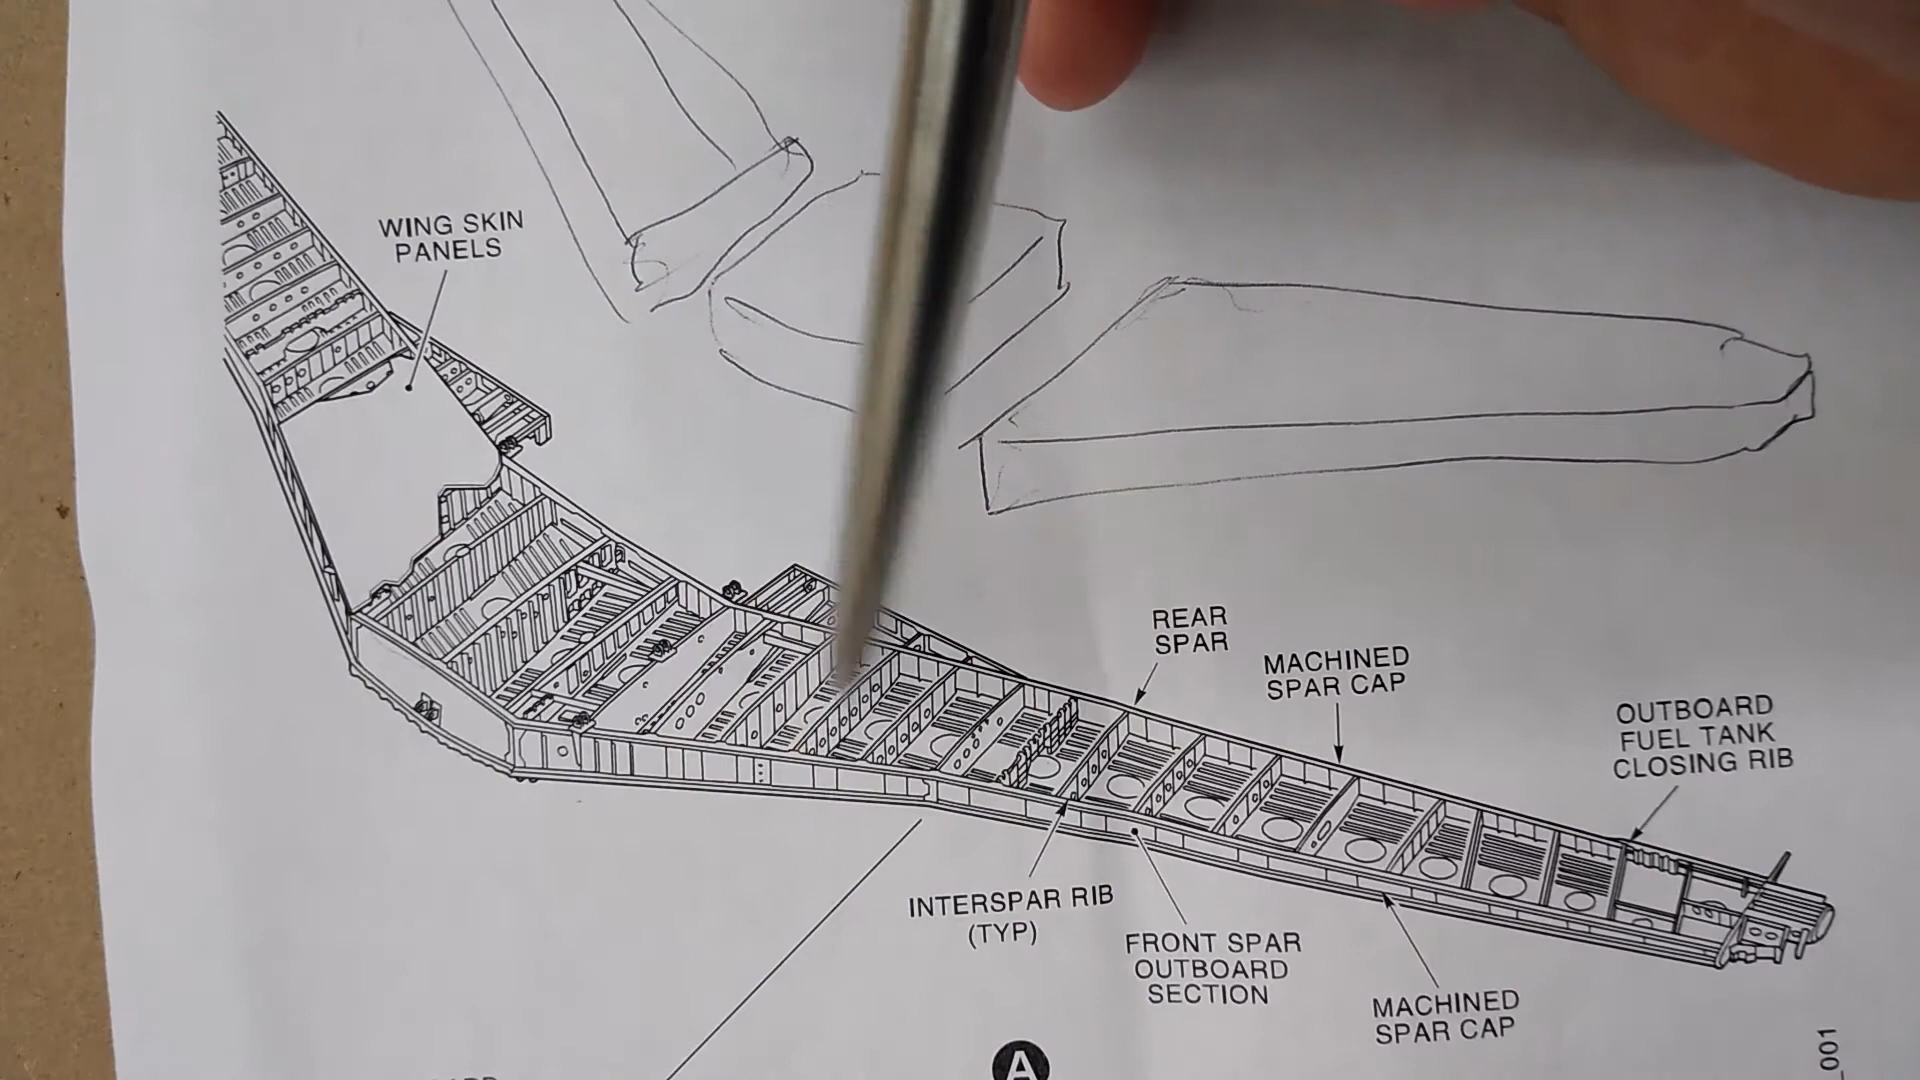 WING SKIN
PANELS
REAR
SPAR
MACHINED
SPAR CAP
OUTBOARD
FUEL TANK
CLOSING RIB
INTERSPAR RIB
(TYP)
FRONT SPAR
OUTBOARD
SECTION
MACHINED
SPAR CAP
A
_001